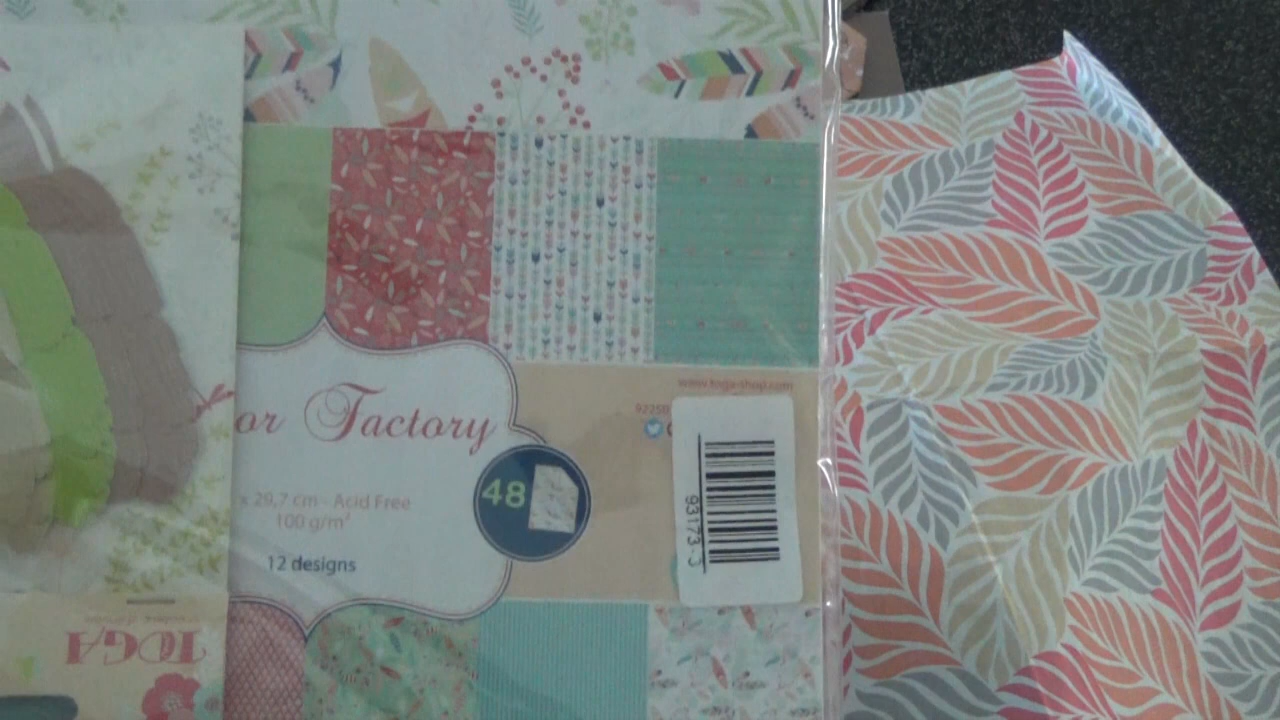 www.toga-shop.com
92250
or Factory
x 29,7 cm - Acid Free
100 g/m²
48
12 designs
93173-3
TOGA